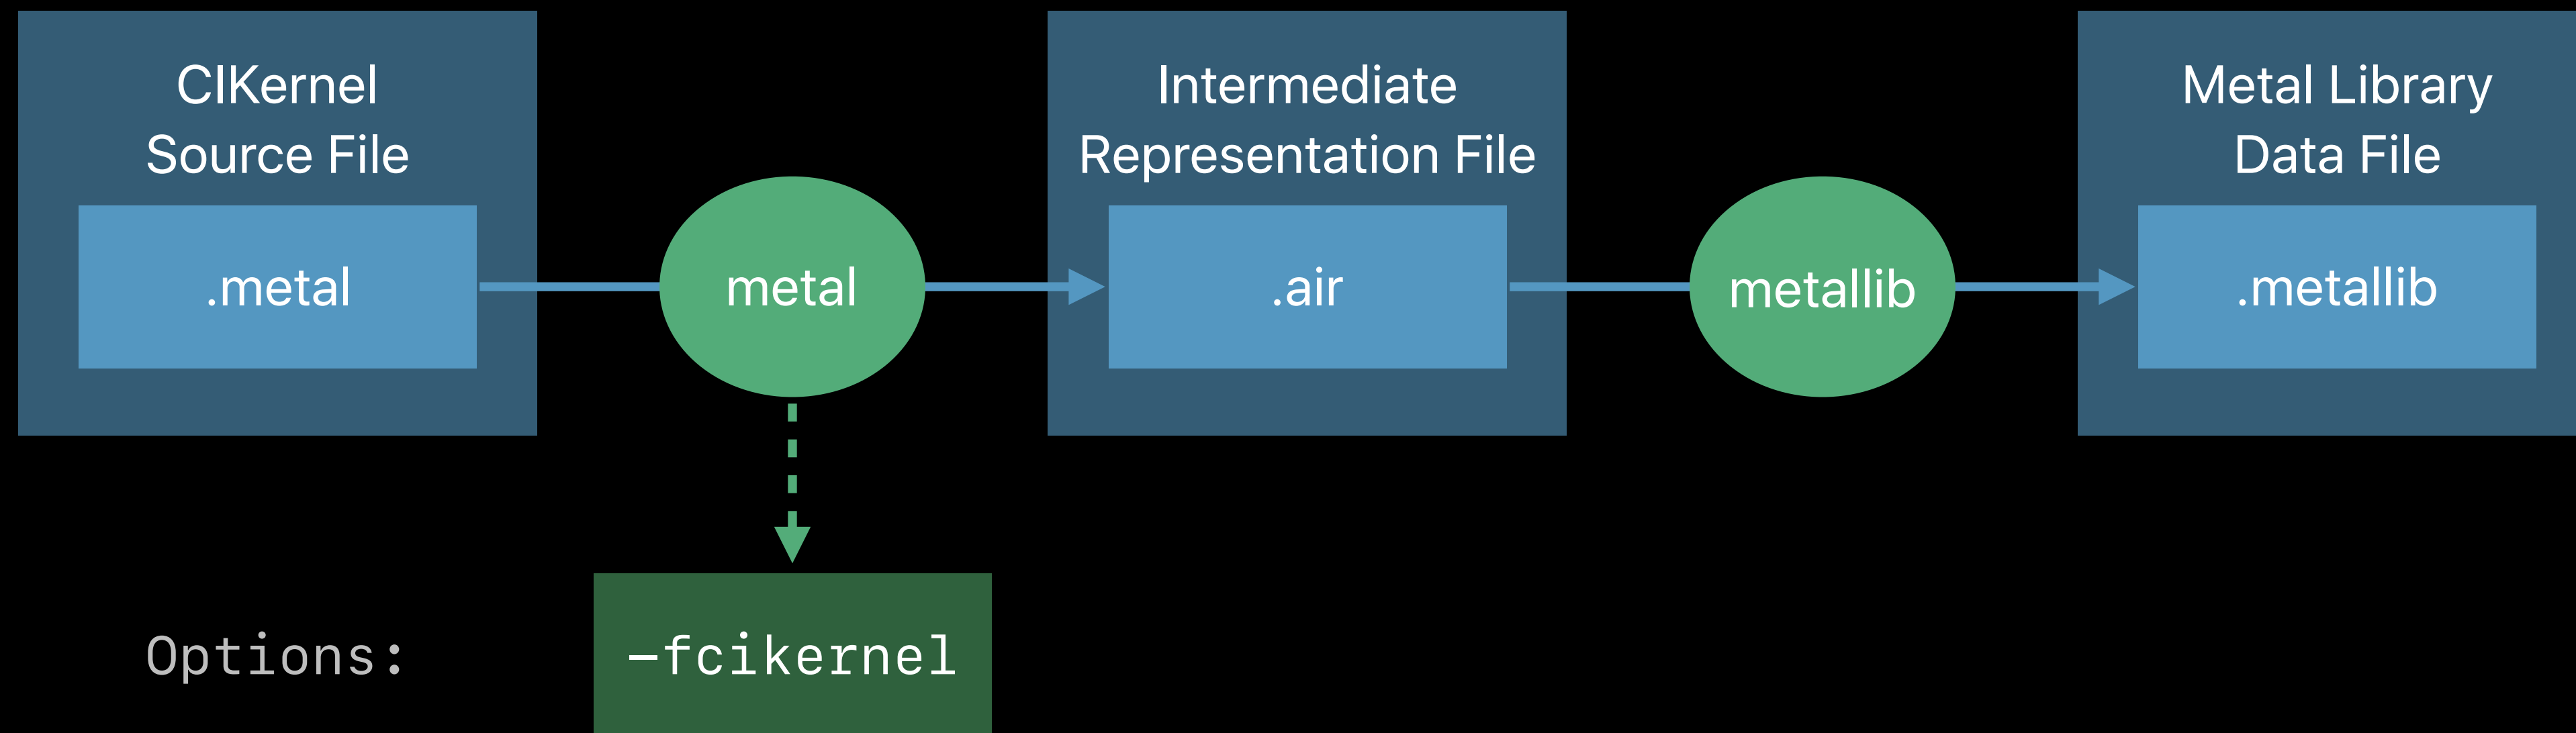 CIKernel
Source File
.metal
metal
Intermediate
Representation File
.air
metallib
Metal Library
Data File
.metallib
Options:
-fcikernel